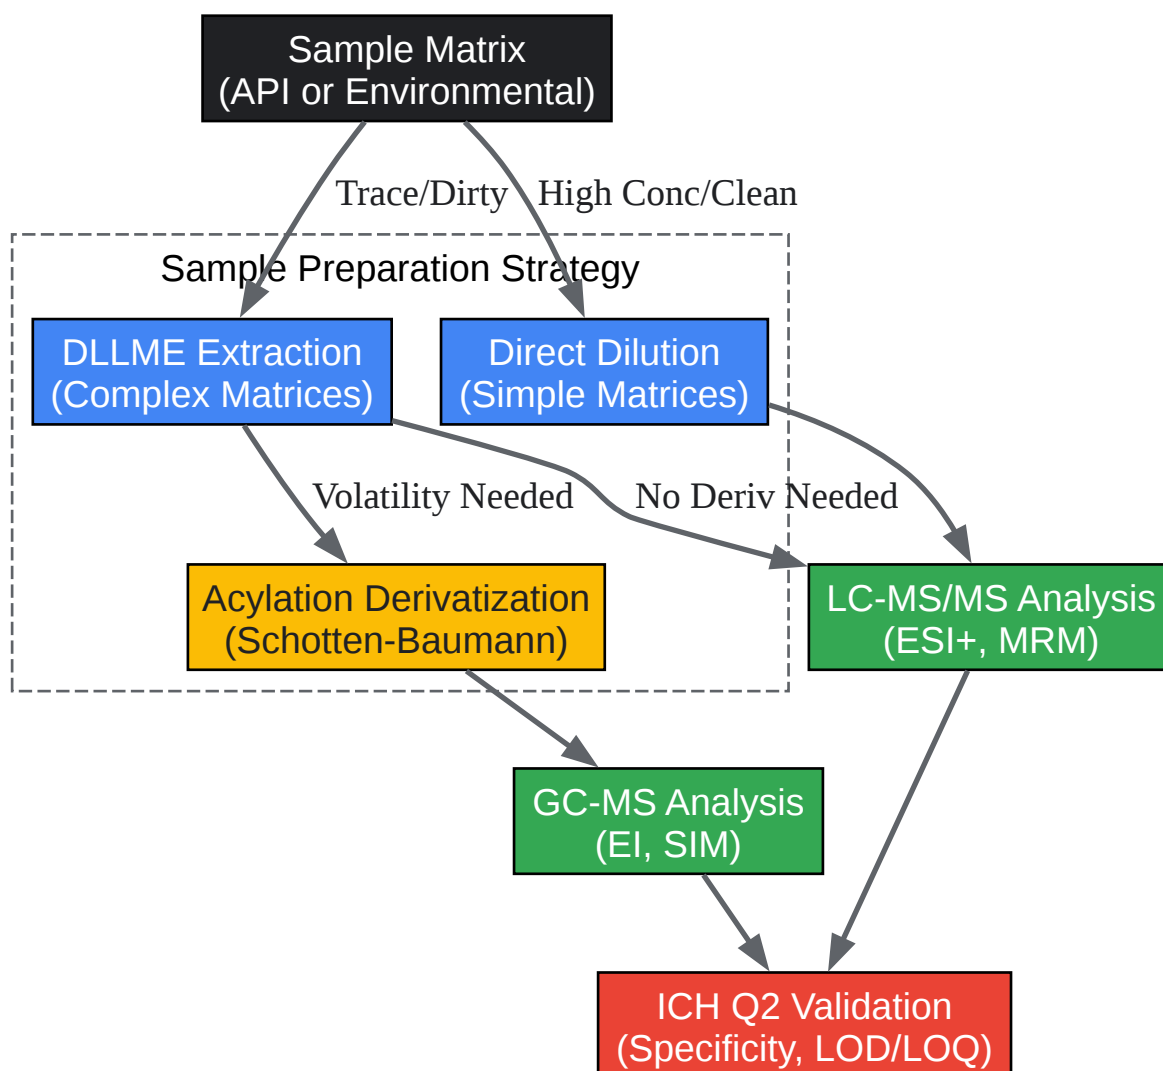 Sample Matrix
(API or Environmental)
Trace/Dirty
High Conc/Clean
Sample Preparation Strategy
DLLME Extraction
(Complex Matrices)
Direct Dilution
(Simple Matrices)
Volatility Needed
No Deriv Needed
Acylation Derivatization
(Schotten-Baumann)
LC-MS/MS Analysis
(ESI+, MRM)
GC-MS Analysis
(EI, SIM)
ICH Q2 Validation
(Specificity, LOD/LOQ)